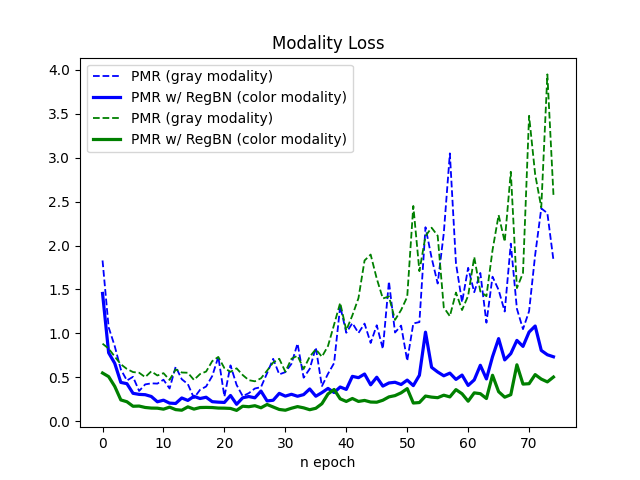 Modality Loss
PMR (gray modality)
PMR w/ RegBN (color modality)
PMR (gray modality)
PMR w/ RegBN (color modality)
4.0
3.5
3.0
2.5
2.0
1.5
1.0
0.5
0.0
0 10 20 30 40 50 60 70
n epoch